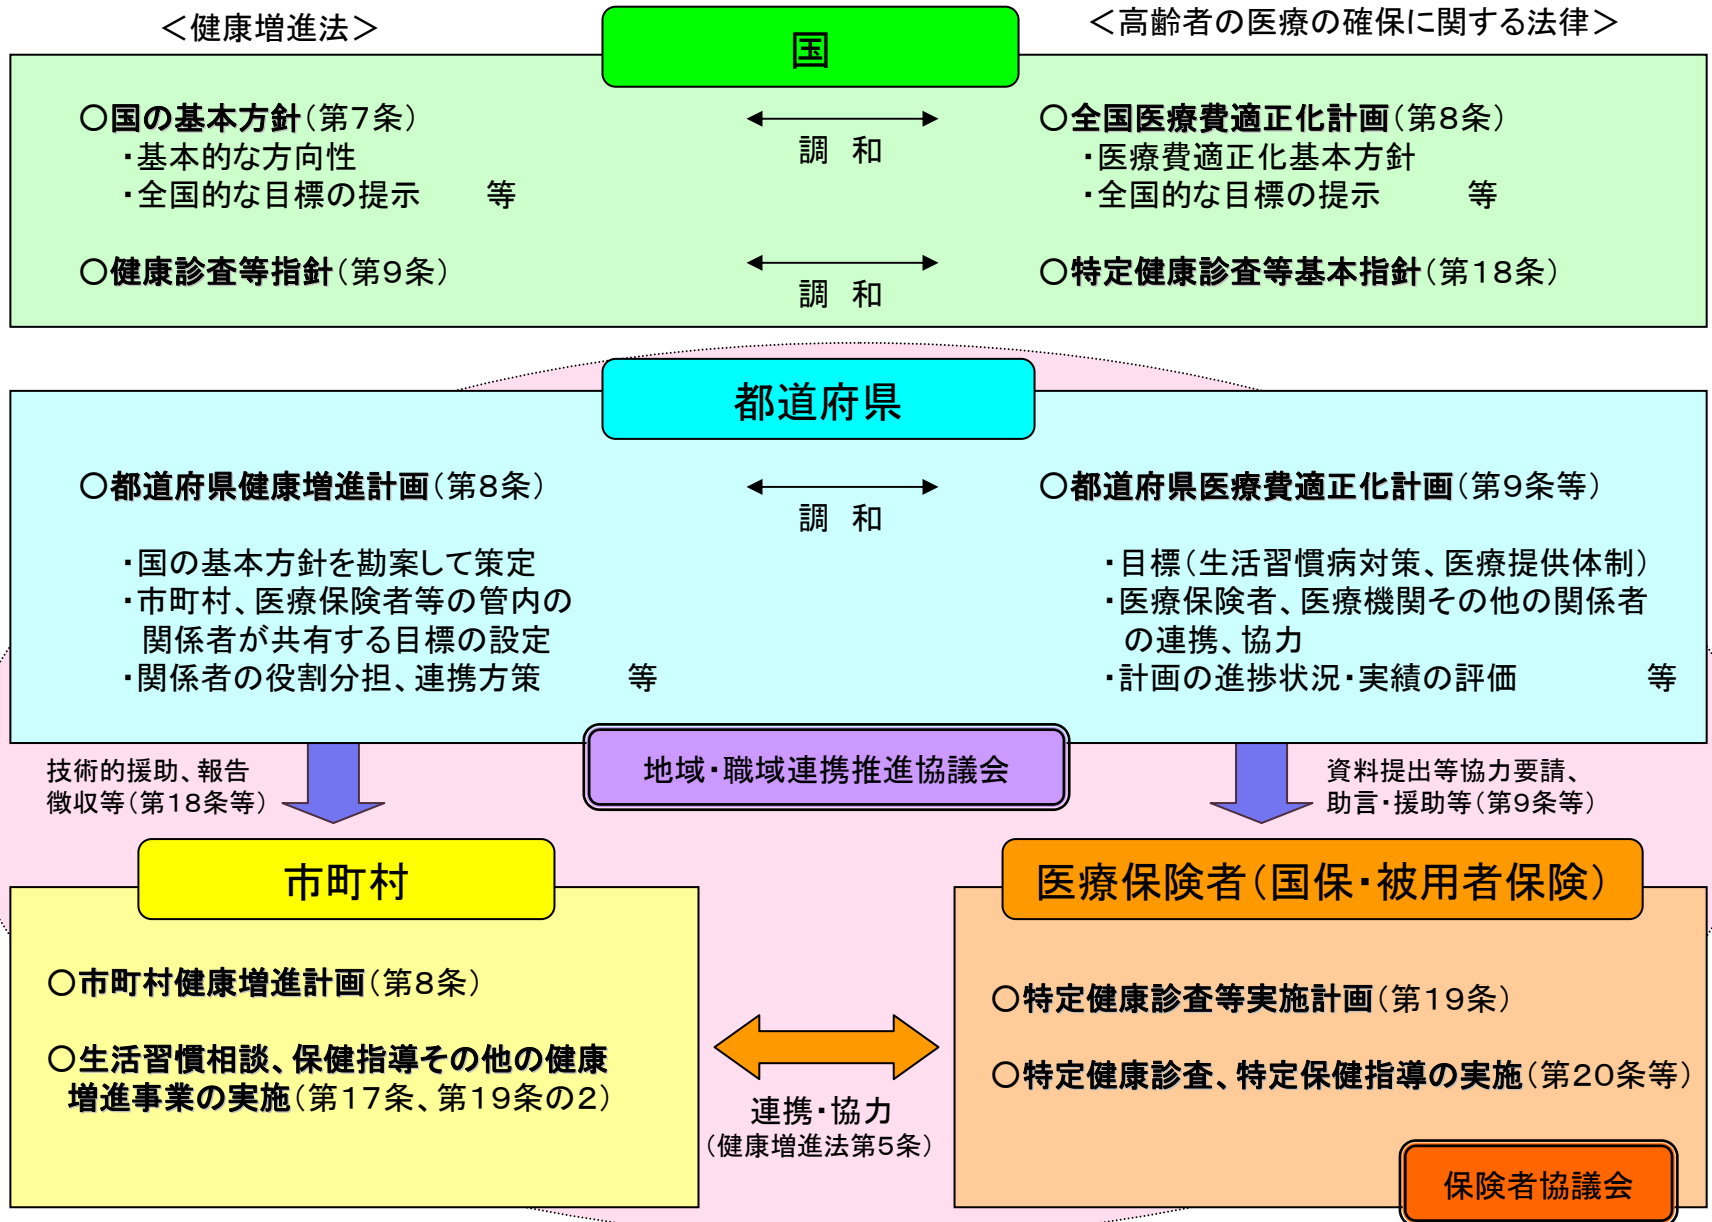 ＜健康増進法＞
国
＜高齢者の医療の確保に関する法律＞
○国の基本方針（第７条）
・基本的な方向性
・全国的な目標の提示　　等
調　和
○全国医療費適正化計画（第８条）
・医療費適正化基本方針
・全国的な目標の提示　　　等
○健康診査等指針（第９条）
調　和
○特定健康診査等基本指針（第１８条）
都道府県
○都道府県健康増進計画（第８条）
調　和
○都道府県医療費適正化計画（第９条等）
・国の基本方針を勘案して策定
・市町村、医療保険者等の管内の
関係者が共有する目標の設定
・関係者の役割分担、連携方策　　　等
・目標（生活習慣病対策、医療提供体制）
・医療保険者、医療機関その他の関係者
の連携、協力
・計画の進捗状況・実績の評価　　　　等
技術的援助、報告
徴収等（第１８条等）
地域・職域連携推進協議会
資料提出等協力要請、
助言・援助等（第９条等）
市町村
○市町村健康増進計画（第８条）
○生活習慣相談、保健指導その他の健康
増進事業の実施（第１７条、第１９条の２）
連携・協力
（健康増進法第５条）
医療保険者（国保・被用者保険）
○特定健康診査等実施計画（第１９条）
○特定健康診査、特定保健指導の実施（第２０条等）
保険者協議会